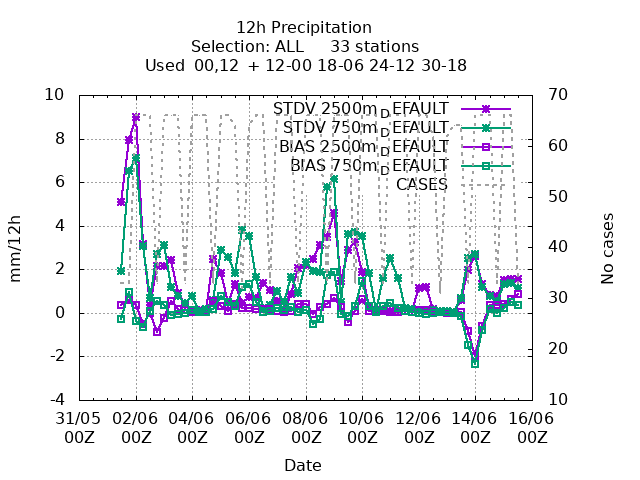 12h Precipitation
Selection: ALL 33 stations
Used 00,12 + 12-00 18-06 24-12 30-18
10 70
STDV 2500m_DEFAULT
8 60
STDV 750m_DEFAULT
BIAS 2500m_DEFAULT
BIAS 750m_DEFAULT
6 50
CASES
4 40
mm/12h No cases
2 30
0
-2 20
-4 10
31/05 02/06 04/06 06/06 08/06 10/06 12/06 14/06 16/06
00Z 00Z 00Z 00Z 00Z 00Z 00Z 00Z 00Z
Date